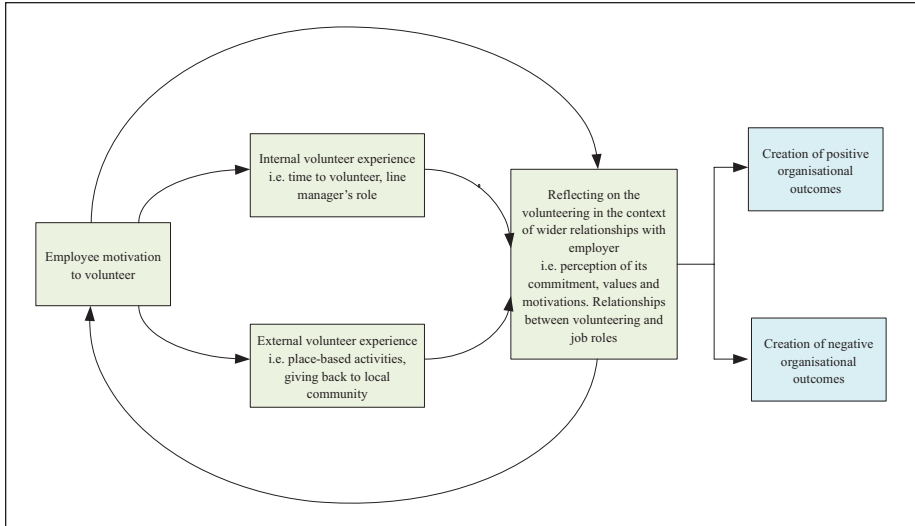 Employee motivation
to volunteer
Internal volunteer experience
i.e. time to volunteer, line
manager's role
External volunteer experience
i.e. place-based activities,
giving back to local
community
Reflecting on the
volunteering in the context
of wider relationships with
employer
i.e. perception of its
commitment, values and
motivations. Relationships
between volunteering and
job roles
Creation of positive
organisational
outcomes
Creation of negative
organisational
outcomes